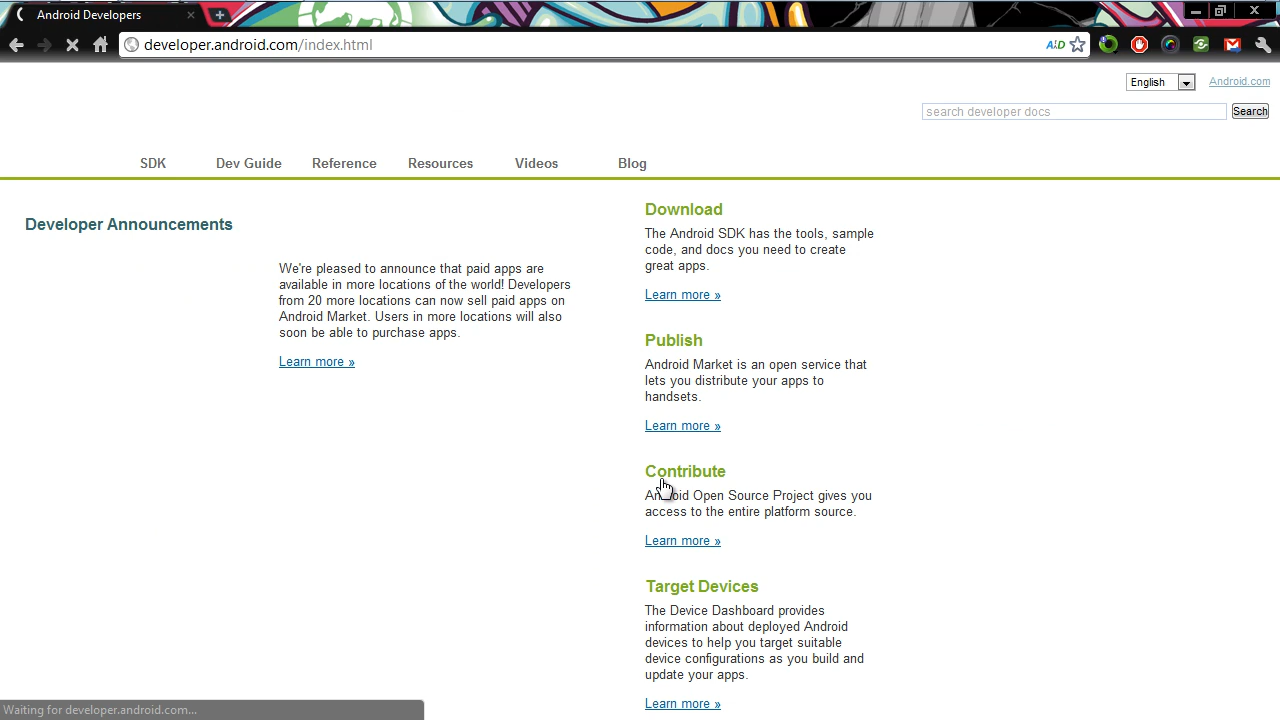 Android Developers
developer.android.com/index.html
English
Android.com
search developer docs
Search
SDK
Dev Guide
Reference
Resources
Videos
Blog
Developer Announcements
We're pleased to announce that paid apps are
available in more locations of the world! Developers
from 20 more locations can now sell paid apps on
Android Market. Users in more locations will also
soon be able to purchase apps.
Learn more »
Download
The Android SDK has the tools, sample
code, and docs you need to create
great apps.
Learn more »
Publish
Android Market is an open service that
lets you distribute your apps to
handsets.
Learn more »
Contribute
Android Open Source Project gives you
access to the entire platform source.
Learn more »
Target Devices
The Device Dashboard provides
information about deployed Android
devices to help you target suitable
device configurations as you build and
update your apps.
Learn more »
Waiting for developer.android.com...